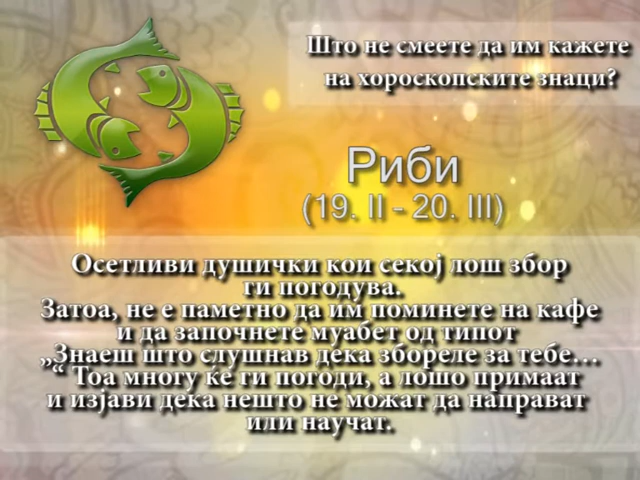 Што не смеете да им кажете
на хороскопските знаци?
Риби
(19. II - 20. III)
Осетливи душички кои секој лош збор
ги погодува.
Затоа, не е паметно да им поминете на кафе
и да започнете муабет од типот
„Знаеш што слушнав дека збореле за тебе...
“ Тоа многу ќе ги погоди, а лошо примаат
и изјави дека нешто не можат да направат
или научат.